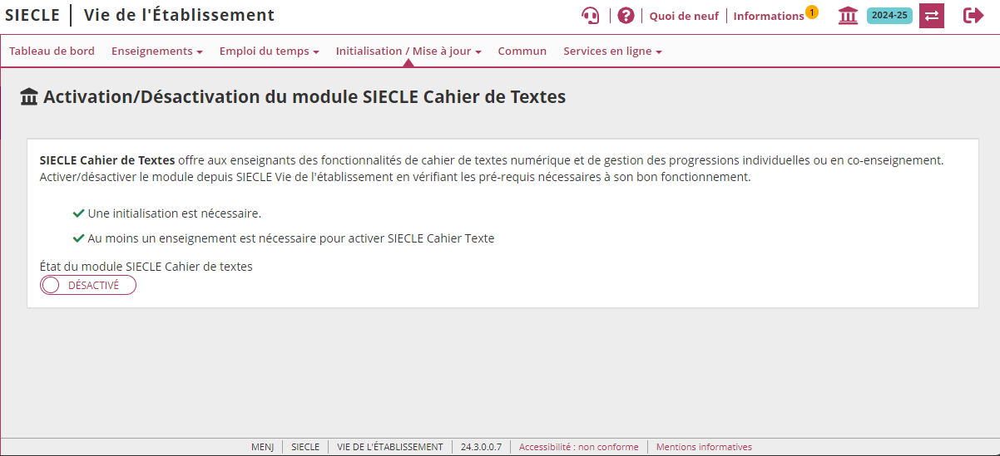 SIECLE | Vie de l'Établissement
Quoi de neuf | Informations 1
2024-25
Tableau de bord Enseignements Emploi du temps Initialisation / Mise à jour Commun Services en ligne
Activation/Désactivation du module SIECLE Cahier de Textes
SIECLE Cahier de Textes offre aux enseignants des fonctionnalités de cahier de textes numérique et de gestion des progressions individuelles ou en co-enseignement.
Activer/désactiver le module depuis SIECLE Vie de l'établissement en vérifiant les pré-requis nécessaires à son bon fonctionnement.
Une initialisation est nécessaire.
Au moins un enseignement est nécessaire pour activer SIECLE Cahier Texte
État du module SIECLE Cahier de textes
DÉSACTIVÉ
MENJ | SIECLE | VIE DE L'ÉTABLISSEMENT | 24.3.0.0.7 | Accessibilité : non conforme | Mentions informatives